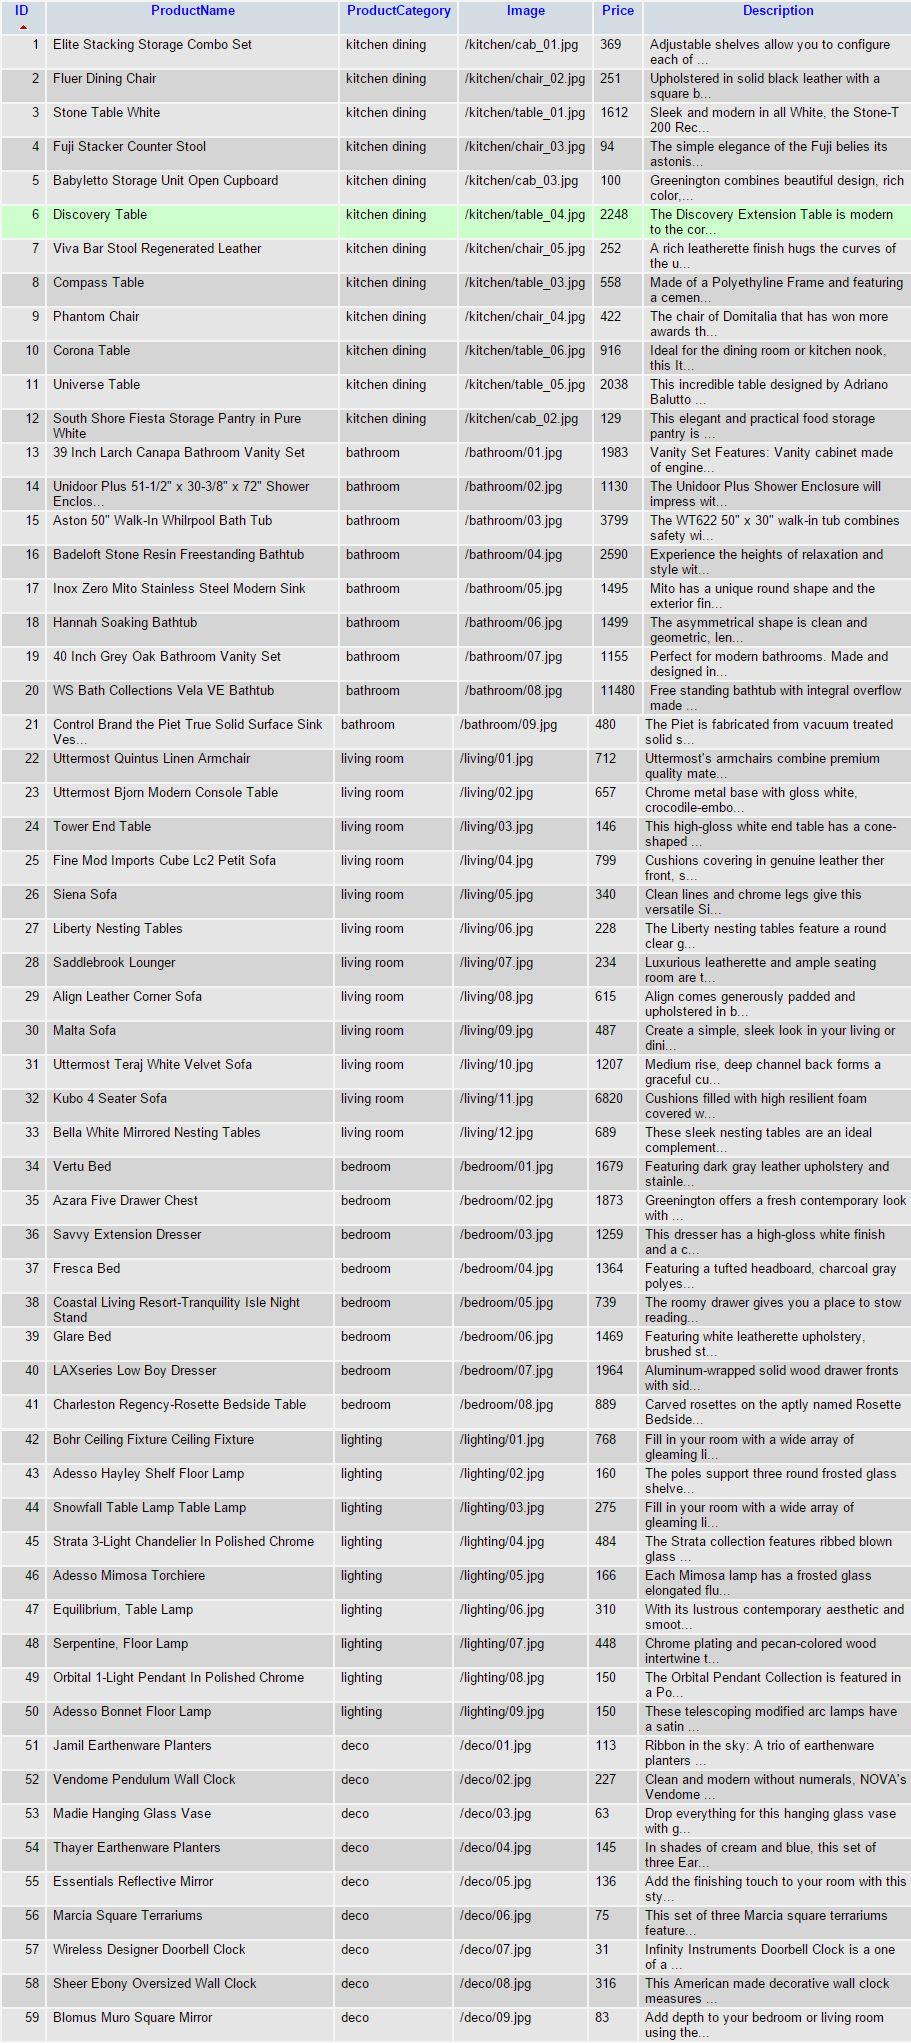 ID ProductName ProductCategory Image Price Description
1 Elite Stacking Storage Combo Set kitchen dining /kitchen/cab_01.jpg 369 Adjustable shelves allow you to configure
each of ...
2 Fluer Dining Chair kitchen dining /kitchen/chair_02.jpg 251 Upholstered in solid black leather with a
square b...
3 Stone Table White kitchen dining /kitchen/table_01.jpg 1612 Sleek and modern in all White, the Stone-T
200 Rec...
4 Fuji Stacker Counter Stool kitchen dining /kitchen/chair_03.jpg 94 The simple elegance of the Fuji belies its
astonis...
5 Babyletto Storage Unit Open Cupboard kitchen dining /kitchen/cab_03.jpg 100 Greenington combines beautiful design, rich
color,...
6 Discovery Table kitchen dining /kitchen/table_04.jpg 2248 The Discovery Extension Table is modern
to the cor...
7 Viva Bar Stool Regenerated Leather kitchen dining /kitchen/chair_05.jpg 252 A rich leatherette finish hugs the curves of
the u...
8 Compass Table kitchen dining /kitchen/table_03.jpg 558 Made of a Polyethyline Frame and featuring
a cemen...
9 Phantom Chair kitchen dining /kitchen/chair_04.jpg 422 The chair of Domitalia that has won more
awards th...
10 Corona Table kitchen dining /kitchen/table_06.jpg 916 Ideal for the dining room or kitchen nook,
this It...
11 Universe Table kitchen dining /kitchen/table_05.jpg 2038 This incredible table designed by Adriano
Balutto ...
12 South Shore Fiesta Storage Pantry in Pure kitchen dining /kitchen/cab_02.jpg 129 This elegant and practical food storage
White pantry is ...
13 39 Inch Larch Canapa Bathroom Vanity Set bathroom /bathroom/01.jpg 1983 Vanity Set Features: Vanity cabinet made
of engine...
14 Unidoor Plus 51-1/2" x 30-3/8" x 72" Shower bathroom /bathroom/02.jpg 1130 The Unidoor Plus Shower Enclosure will
Enclos... impress wit...
15 Aston 50" Walk-In Whilrpool Bath Tub bathroom /bathroom/03.jpg 3799 The WT622 50" x 30" walk-in tub combines
safety wi...
16 Badeloft Stone Resin Freestanding Bathtub bathroom /bathroom/04.jpg 2590 Experience the heights of relaxation and
style wit...
17 Inox Zero Mito Stainless Steel Modern Sink bathroom /bathroom/05.jpg 1495 Mito has a unique round shape and the
exterior fin...
18 Hannah Soaking Bathtub bathroom /bathroom/06.jpg 1499 The asymmetrical shape is clean and
geometric, len...
19 40 Inch Grey Oak Bathroom Vanity Set bathroom /bathroom/07.jpg 1155 Perfect for modern bathrooms. Made and
designed in...
20 WS Bath Collections Vela VE Bathtub bathroom /bathroom/08.jpg 11480 Free standing bathtub with integral overflow
made ...
21 Control Brand the Piet True Solid Surface Sink bathroom /bathroom/09.jpg 480 The Piet is fabricated from vacuum treated
Ves... solid s...
22 Uttermost Quintus Linen Armchair living room /living/01.jpg 712 Uttermost's armchairs combine premium
quality mate...
23 Uttermost Bjorn Modern Console Table living room /living/02.jpg 657 Chrome metal base with gloss white,
crocodile-embo...
24 Tower End Table living room /living/03.jpg 146 This high-gloss white end table has a cone-
shaped ...
25 Fine Mod Imports Cube Lc2 Petit Sofa living room /living/04.jpg 799 Cushions covering in genuine leather ther
front, s...
26 Siena Sofa living room /living/05.jpg 340 Clean lines and chrome legs give this
versatile Si...
27 Liberty Nesting Tables living room /living/06.jpg 228 The Liberty nesting tables feature a round
clear g...
28 Saddlebrook Lounger living room /living/07.jpg 234 Luxurious leatherette and ample seating
room are t...
29 Align Leather Corner Sofa living room /living/08.jpg 615 Align comes generously padded and
upholstered in b...
30 Malta Sofa living room /living/09.jpg 487 Create a simple, sleek look in your living or
dini...
31 Uttermost Teraj White Velvet Sofa living room /living/10.jpg 1207 Medium rise, deep channel back forms a
graceful cu...
32 Kubo 4 Seater Sofa living room /living/11.jpg 6820 Cushions filled with high resilient foam
covered w...
33 Bella White Mirrored Nesting Tables living room /living/12.jpg 689 These sleek nesting tables are an ideal
complement...
34 Vertu Bed bedroom /bedroom/01.jpg 1679 Featuring dark gray leather upholstery and
stainle...
35 Azara Five Drawer Chest bedroom /bedroom/02.jpg 1873 Greenington offers a fresh contemporary look
with ...
36 Savvy Extension Dresser bedroom /bedroom/03.jpg 1259 This dresser has a high-gloss white finish
and a c...
37 Fresca Bed bedroom /bedroom/04.jpg 1364 Featuring a tufted headboard, charcoal gray
polyes...
38 Coastal Living Resort-Tranquility Isle Night bedroom /bedroom/05.jpg 739 The roomy drawer gives you a place to stow
Stand reading...
39 Glare Bed bedroom /bedroom/06.jpg 1469 Featuring white leatherette upholstery,
brushed st...
40 LAXseries Low Boy Dresser bedroom /bedroom/07.jpg 1964 Aluminum-wrapped solid wood drawer fronts
with sid...
41 Charleston Regency-Rosette Bedside Table bedroom /bedroom/08.jpg 889 Carved rosettes on the aptly named Rosette
Bedside...
42 Bohr Ceiling Fixture Ceiling Fixture lighting /lighting/01.jpg 768 Fill in your room with a wide array of
gleaming li...
43 Adesso Hayley Shelf Floor Lamp lighting /lighting/02.jpg 160 The poles support three round frosted glass
shelve...
44 Snowfall Table Lamp Table Lamp lighting /lighting/03.jpg 275 Fill in your room with a wide array of
gleaming li...
45 Strata 3-Light Chandelier In Polished Chrome lighting /lighting/04.jpg 484 The Strata collection features ribbed blown
glass ...
46 Adesso Mimosa Torchiere lighting /lighting/05.jpg 166 Each Mimosa lamp has a frosted glass
elongated flu...
47 Equilibrium, Table Lamp lighting /lighting/06.jpg 310 With its lustrous contemporary aesthetic and
smoot...
48 Serpentine, Floor Lamp lighting /lighting/07.jpg 448 Chrome plating and pecan-colored wood
intertwine t...
49 Orbital 1-Light Pendant In Polished Chrome lighting /lighting/08.jpg 150 The Orbital Pendant Collection is featured in
a Po...
50 Adesso Bonnet Floor Lamp lighting /lighting/09.jpg 150 These telescoping modified arc lamps have
a satin ...
51 Jamil Earthenware Planters deco /deco/01.jpg 113 Ribbon in the sky: A trio of earthenware
planters ...
52 Vendome Pendulum Wall Clock deco /deco/02.jpg 227 Clean and modern without numerals, NOVA's
Vendome ...
53 Madie Hanging Glass Vase deco /deco/03.jpg 63 Drop everything for this hanging glass vase
with g...
54 Thayer Earthenware Planters deco /deco/04.jpg 145 In shades of cream and blue, this set of
three Ear...
55 Essentials Reflective Mirror deco /deco/05.jpg 136 Add the finishing touch to your room with this
sty...
56 Marcia Square Terrariums deco /deco/06.jpg 75 This set of three Marcia square terrariums
feature...
57 Wireless Designer Doorbell Clock deco /deco/07.jpg 31 Infinity Instruments Doorbell Clock is a one
of a ...
58 Sheer Ebony Oversized Wall Clock deco /deco/08.jpg 316 This American made decorative wall clock
measures ...
59 Blomus Muro Square Mirror deco /deco/09.jpg 83 Add depth to your bedroom or living room
using the...